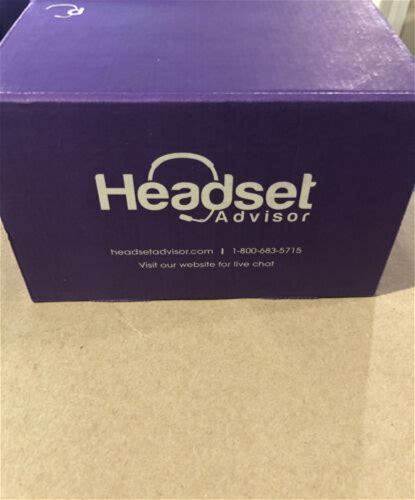 Headset
Advisor
headsetadvisor.com | 1-800-683-5715
Visit our website for live chat